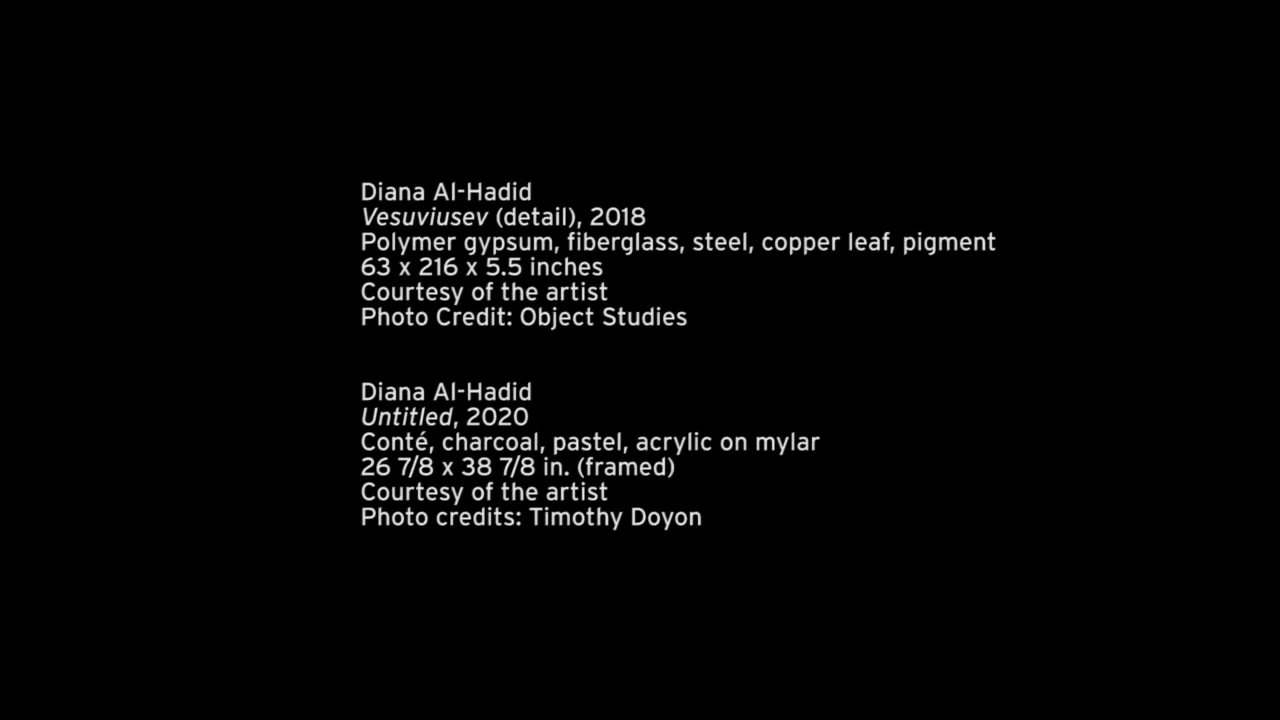 Diana Al-Hadid
Vesuviusev (detail), 2018
Polymer gypsum, fiberglass, steel, copper leaf, pigment
63 x 216 x 5.5 inches
Courtesy of the artist
Photo Credit: Object Studies
Diana Al-Hadid
Untitled, 2020
Conté, charcoal, pastel, acrylic on mylar
26 7/8 x 38 7/8 in. (framed)
Courtesy of the artist
Photo credits: Timothy Doyon